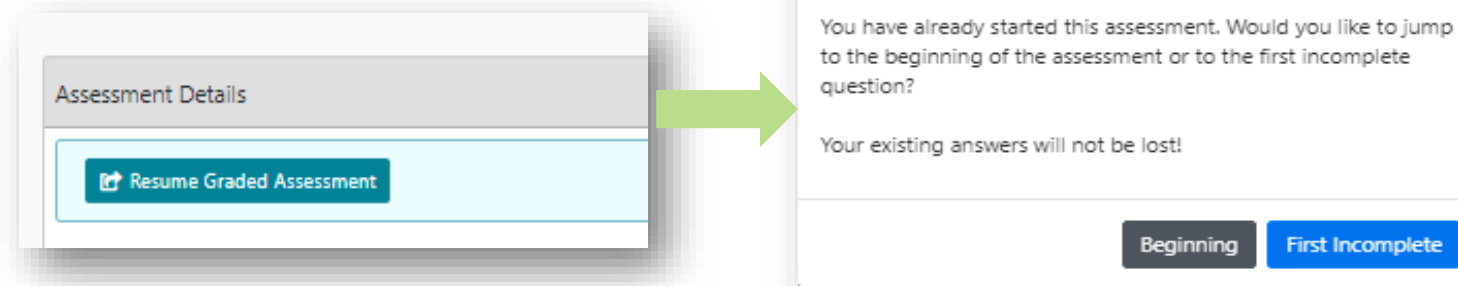 Assessment Details
Resume Graded Assessment
You have already started this assessment. Would you like to jump
to the beginning of the assessment or to the first incomplete
question?
Your existing answers will not be lost!
Beginning
First Incomplete